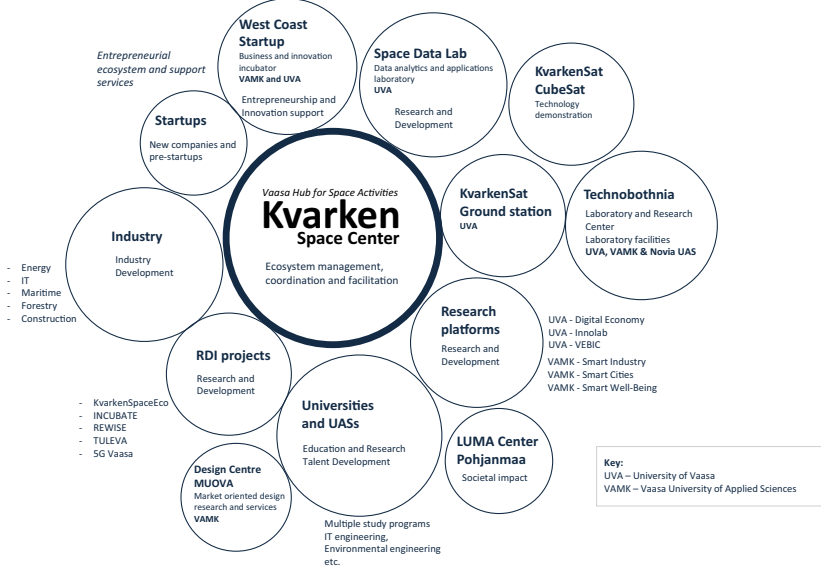 West Coast
Startup
Business and innovation
incubator
VAMK and UVA
Entrepreneurship and
Innovation support
Space Data Lab
Data analytics and applications
laboratory
UVA
Research and
Development
KvarkenSat
CubeSat
Technology
demonstration
Entrepreneurial
ecosystem and support
services
Startups
New companies and
pre-startups
Vaasa Hub for Space Activities
Kvarken
Space Center
Ecosystem management,
coordination and facilitation
KvarkenSat
Ground station
UVA
Technobothnia
Laboratory and Research
Center
Laboratory facilities
UVA, VAMK & Novia UAS
Industry
Industry
Development
- Energy
- IT
- Maritime
- Forestry
- Construction
Research
platforms
Research and
Development
UVA - Digital Economy
UVA - Innolab
UVA - VEBIC
VAMK - Smart Industry
VAMK - Smart Cities
VAMK - Smart Well-Being
RDI projects
Research and
Development
- KvarkenSpaceEco
- INCUBATE
- REWISE
- TULEVA
- 5G Vaasa
Universities
and UASs
Education and Research
Talent Development
LUMA Center
Pohjanmaa
Societal impact
Design Centre
MUOVA
Market oriented design
research and services
VAMK
Multiple study programs
IT engineering,
Environmental engineering
etc.
Key:
UVA – University of Vaasa
VAMK – Vaasa University of Applied Sciences